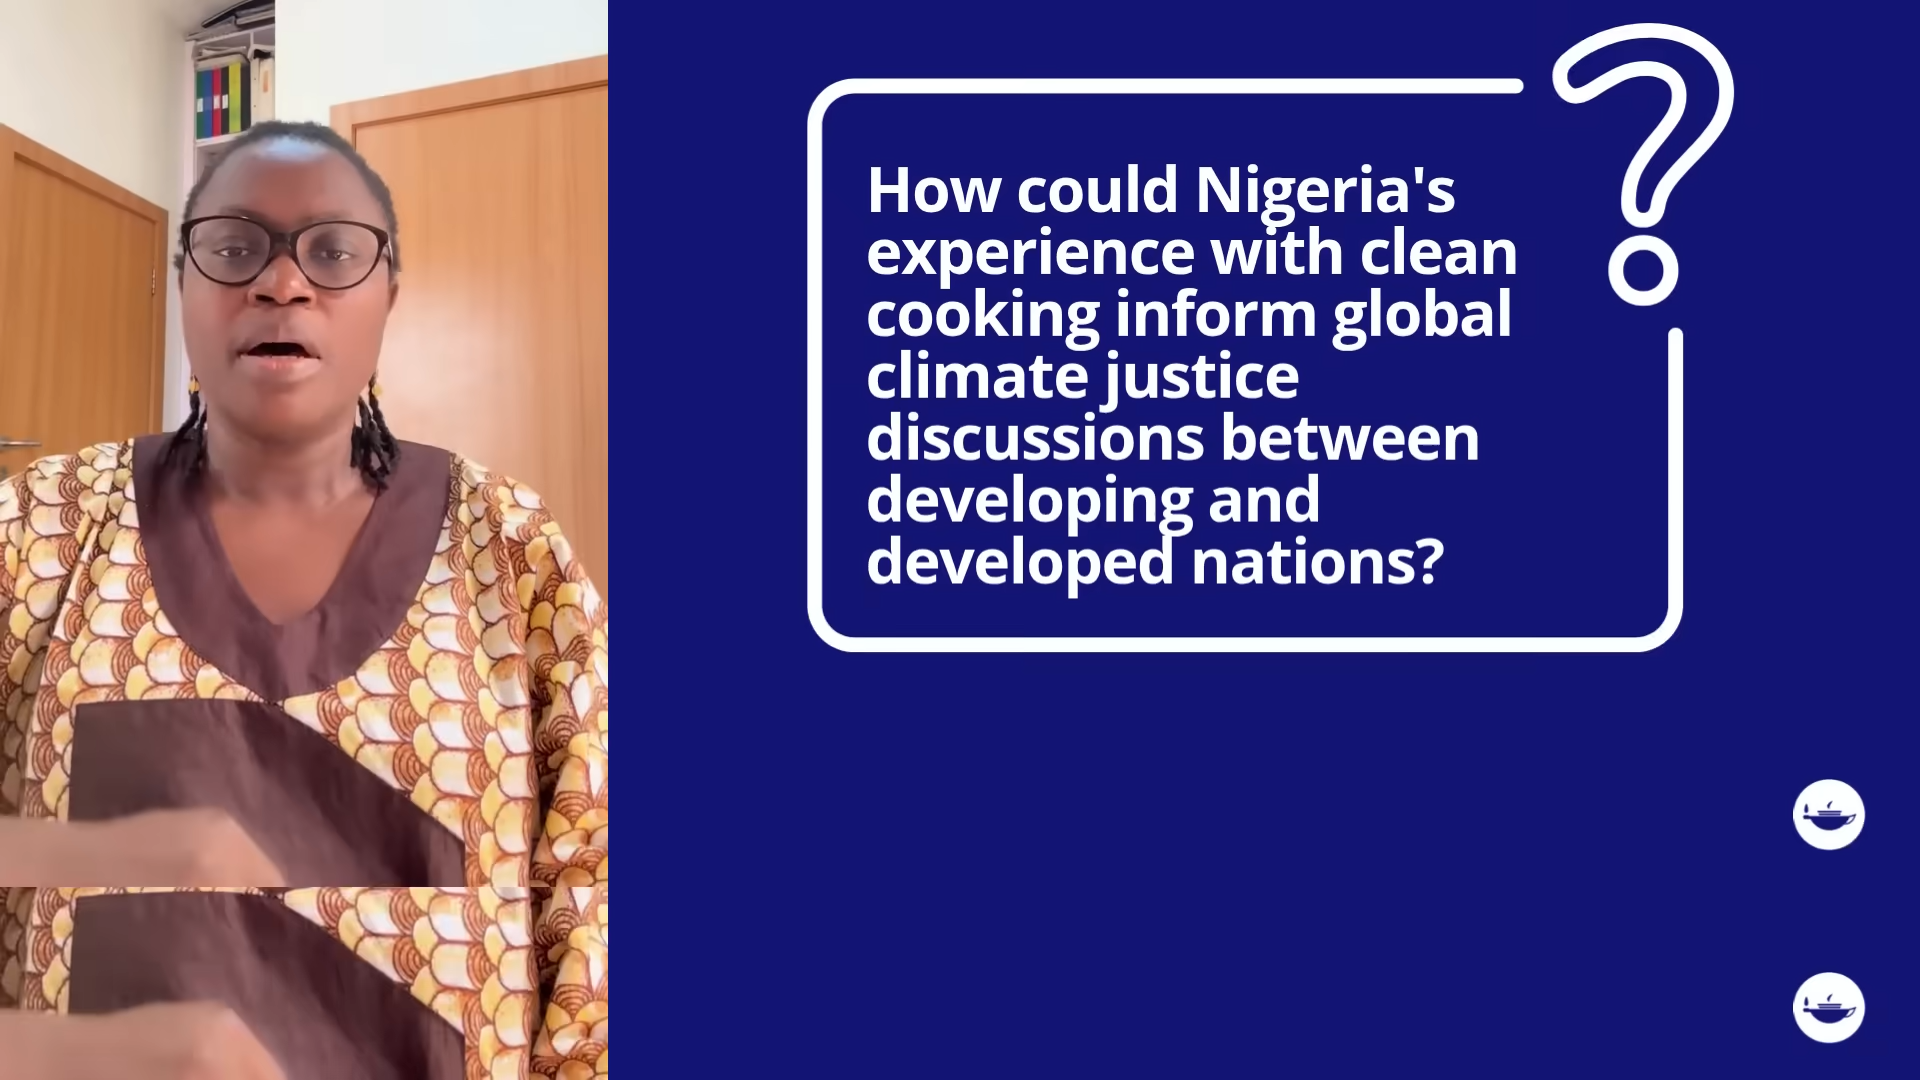 How could Nigeria's
experience with clean
cooking inform global
climate justice
discussions between
developing and
developed nations?